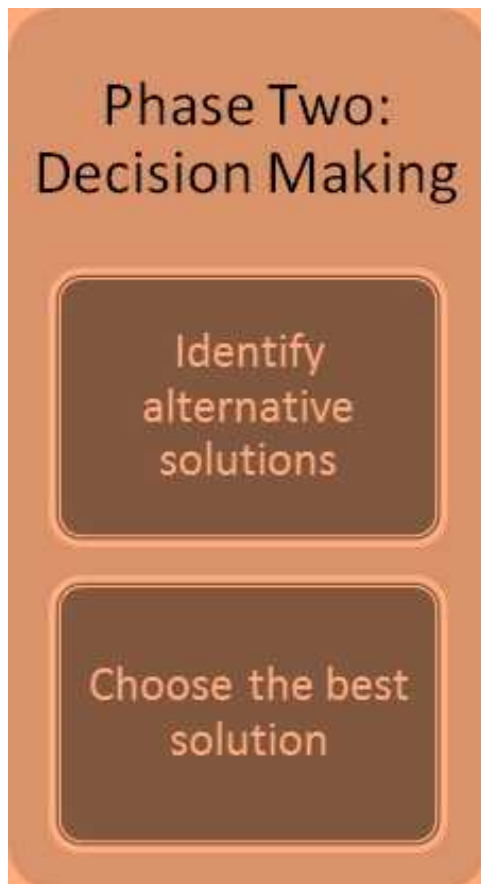 Phase Two:
Decision Making
Identify
alternative
solutions
Choose the best
solution